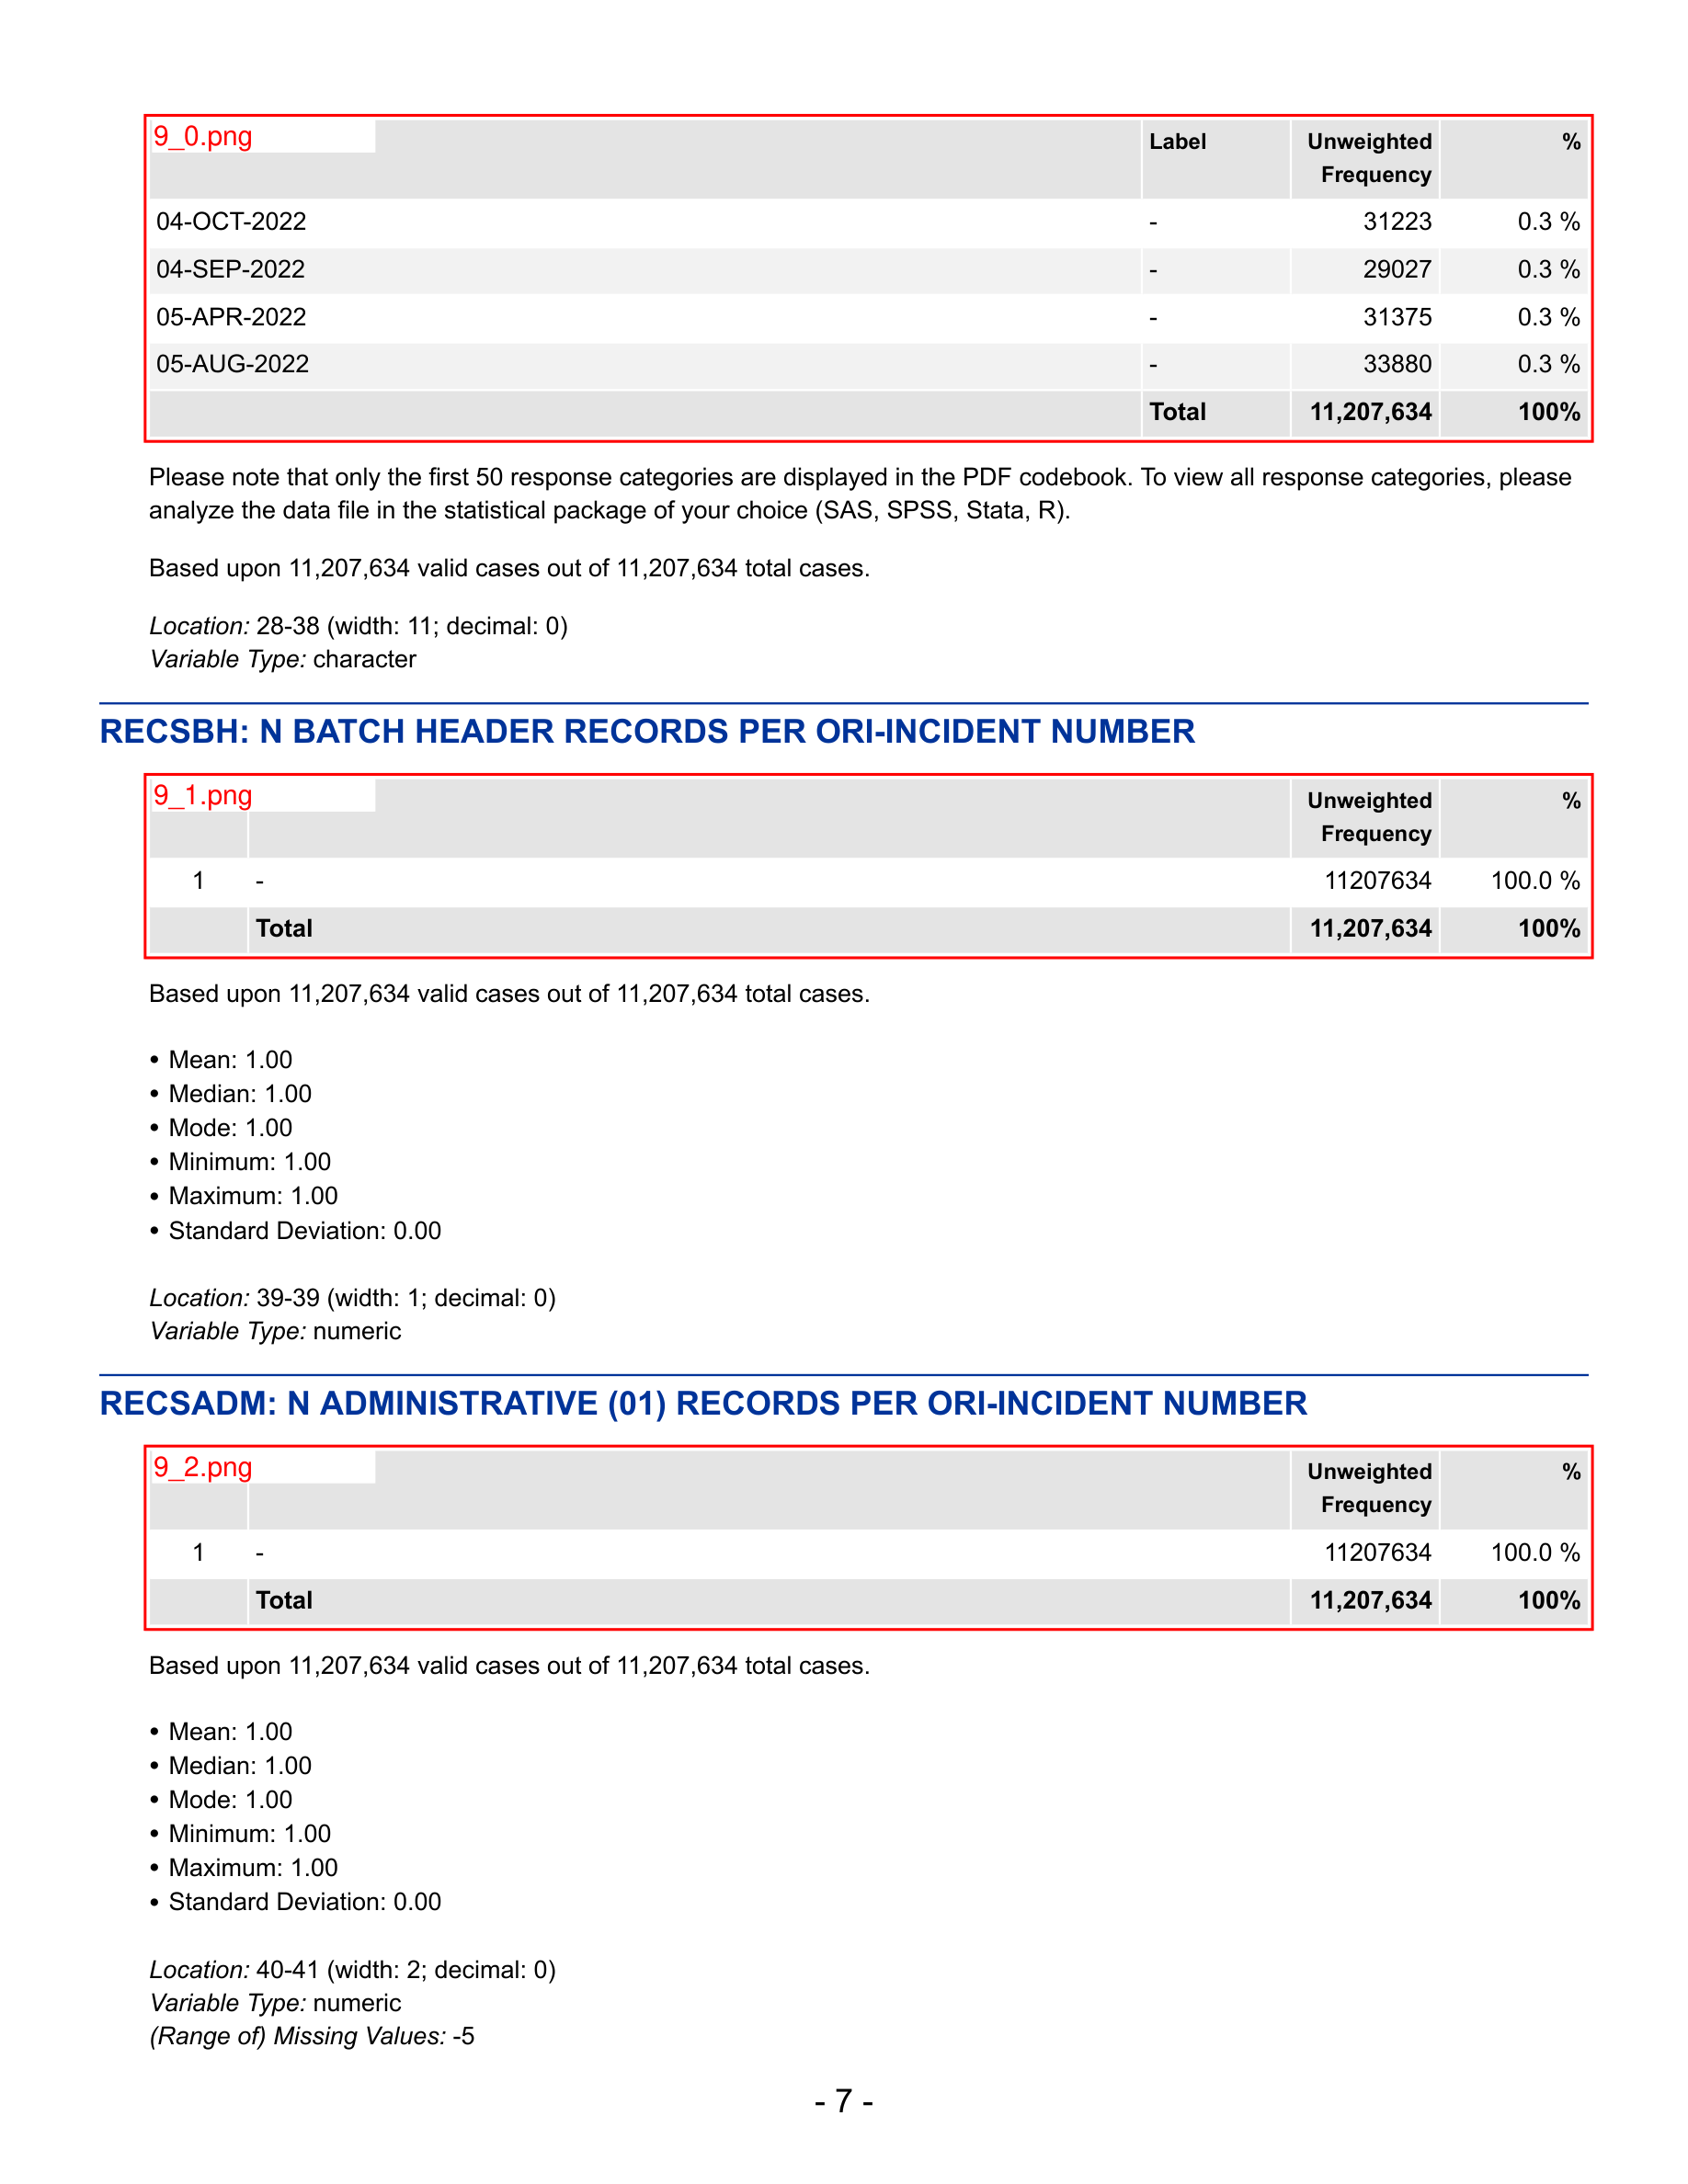 9_0.png Label Unweighted Frequency %
04-OCT-2022 - 31223 0.3 %
04-SEP-2022 - 29027 0.3 %
05-APR-2022 - 31375 0.3 %
05-AUG-2022 - 33880 0.3 %
Total 11,207,634 100%
Please note that only the first 50 response categories are displayed in the PDF codebook. To view all response categories, please
analyze the data file in the statistical package of your choice (SAS, SPSS, Stata, R).
Based upon 11,207,634 valid cases out of 11,207,634 total cases.
Location: 28-38 (width: 11; decimal: 0)
Variable Type: character
RECSBH: N BATCH HEADER RECORDS PER ORI-INCIDENT NUMBER
9_1.png Unweighted Frequency %
1 - 11207634 100.0 %
Total 11,207,634 100%
Based upon 11,207,634 valid cases out of 11,207,634 total cases.
• Mean: 1.00
• Median: 1.00
• Mode: 1.00
• Minimum: 1.00
• Maximum: 1.00
• Standard Deviation: 0.00
Location: 39-39 (width: 1; decimal: 0)
Variable Type: numeric
RECSADM: N ADMINISTRATIVE (01) RECORDS PER ORI-INCIDENT NUMBER
9_2.png Unweighted Frequency %
1 - 11207634 100.0 %
Total 11,207,634 100%
Based upon 11,207,634 valid cases out of 11,207,634 total cases.
• Mean: 1.00
• Median: 1.00
• Mode: 1.00
• Minimum: 1.00
• Maximum: 1.00
• Standard Deviation: 0.00
Location: 40-41 (width: 2; decimal: 0)
Variable Type: numeric
(Range of) Missing Values: -5
- 7 -